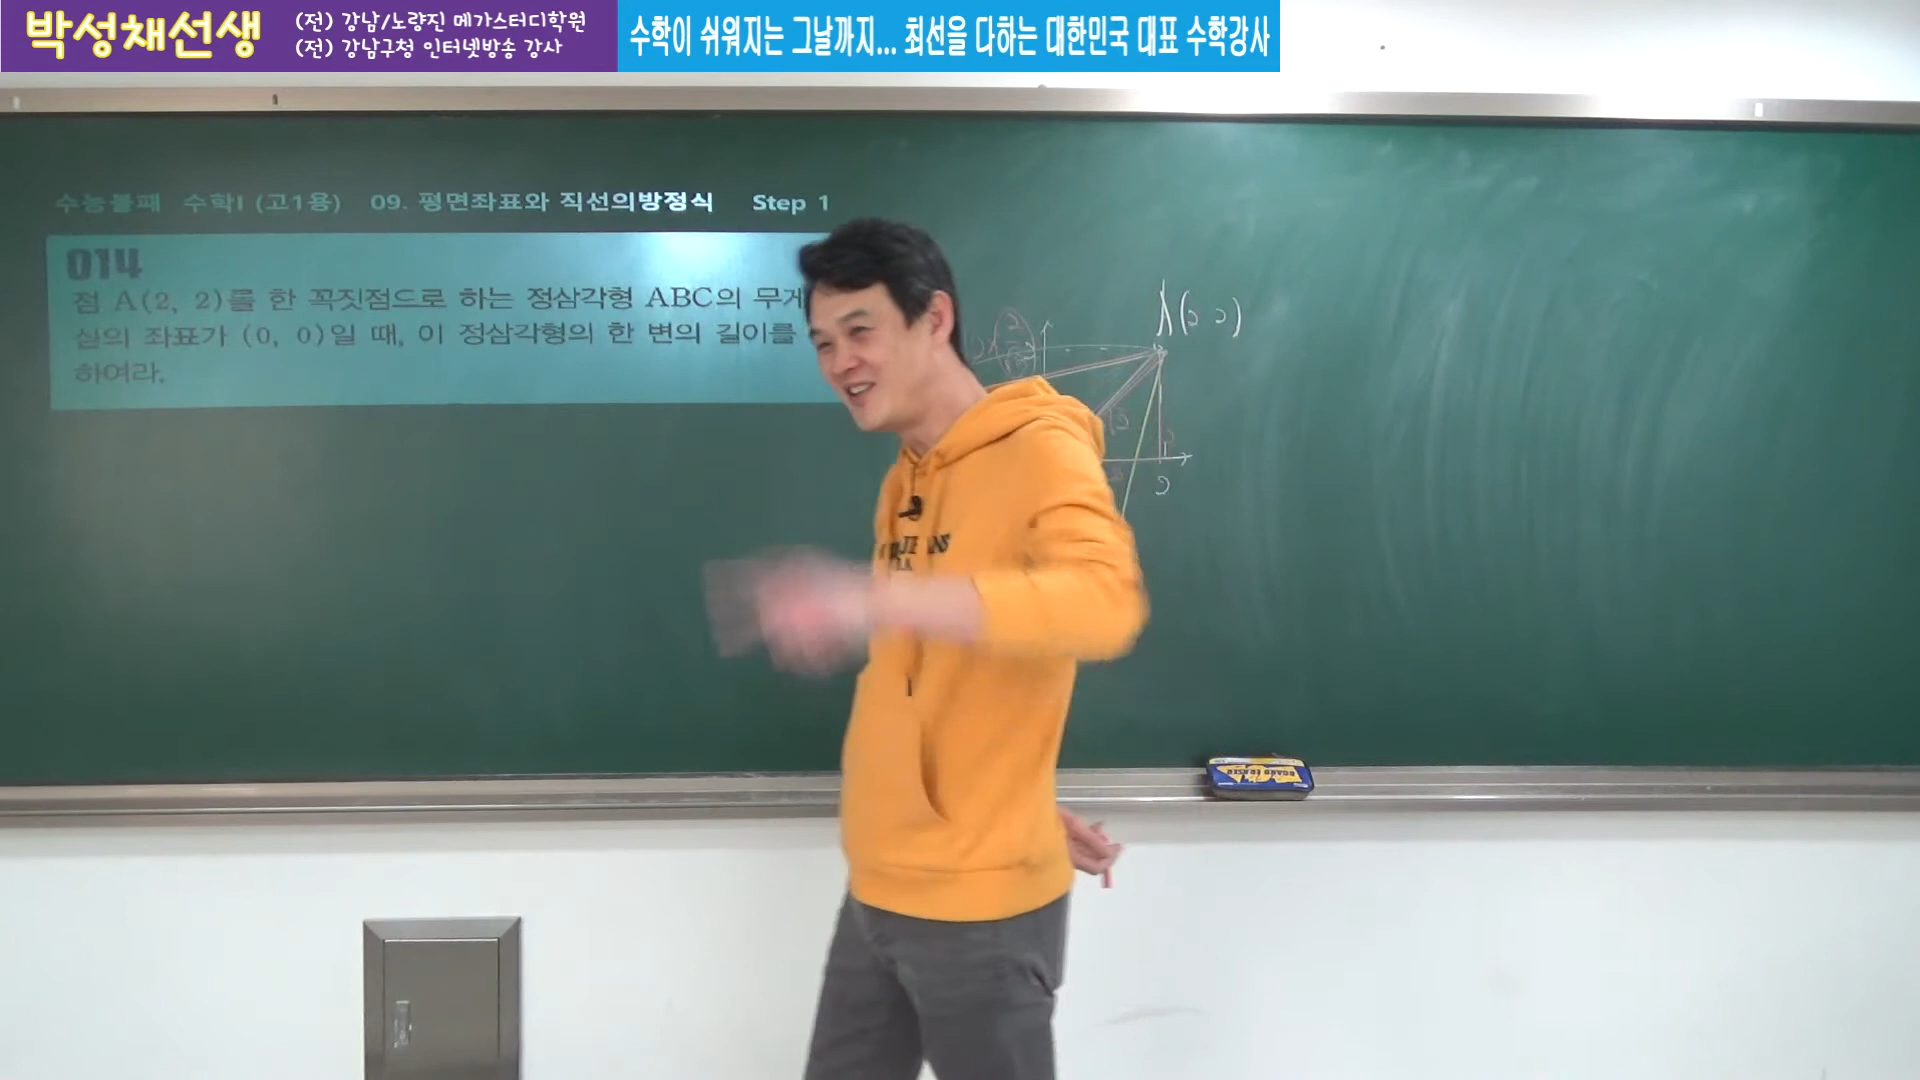 박성채선생
(전) 강남/노량진 메가스터디학원
(전) 강남구청 인터넷방송 강사
수학이 쉬워지는 그날까지... 최선을 다하는 대한민국 대표 수학강사
수능불패 수학I (고1용) 09. 평면좌표와 직선의방정식 Step 1
014
점 A(2, 2)를 한 꼭짓점으로 하는 정삼각형 ABC의 무게
심의 좌표가 (0, 0)일 때, 이 정삼각형의 한 변의 길이를
하여라.
A(2 2)
2
BOARD ERASER